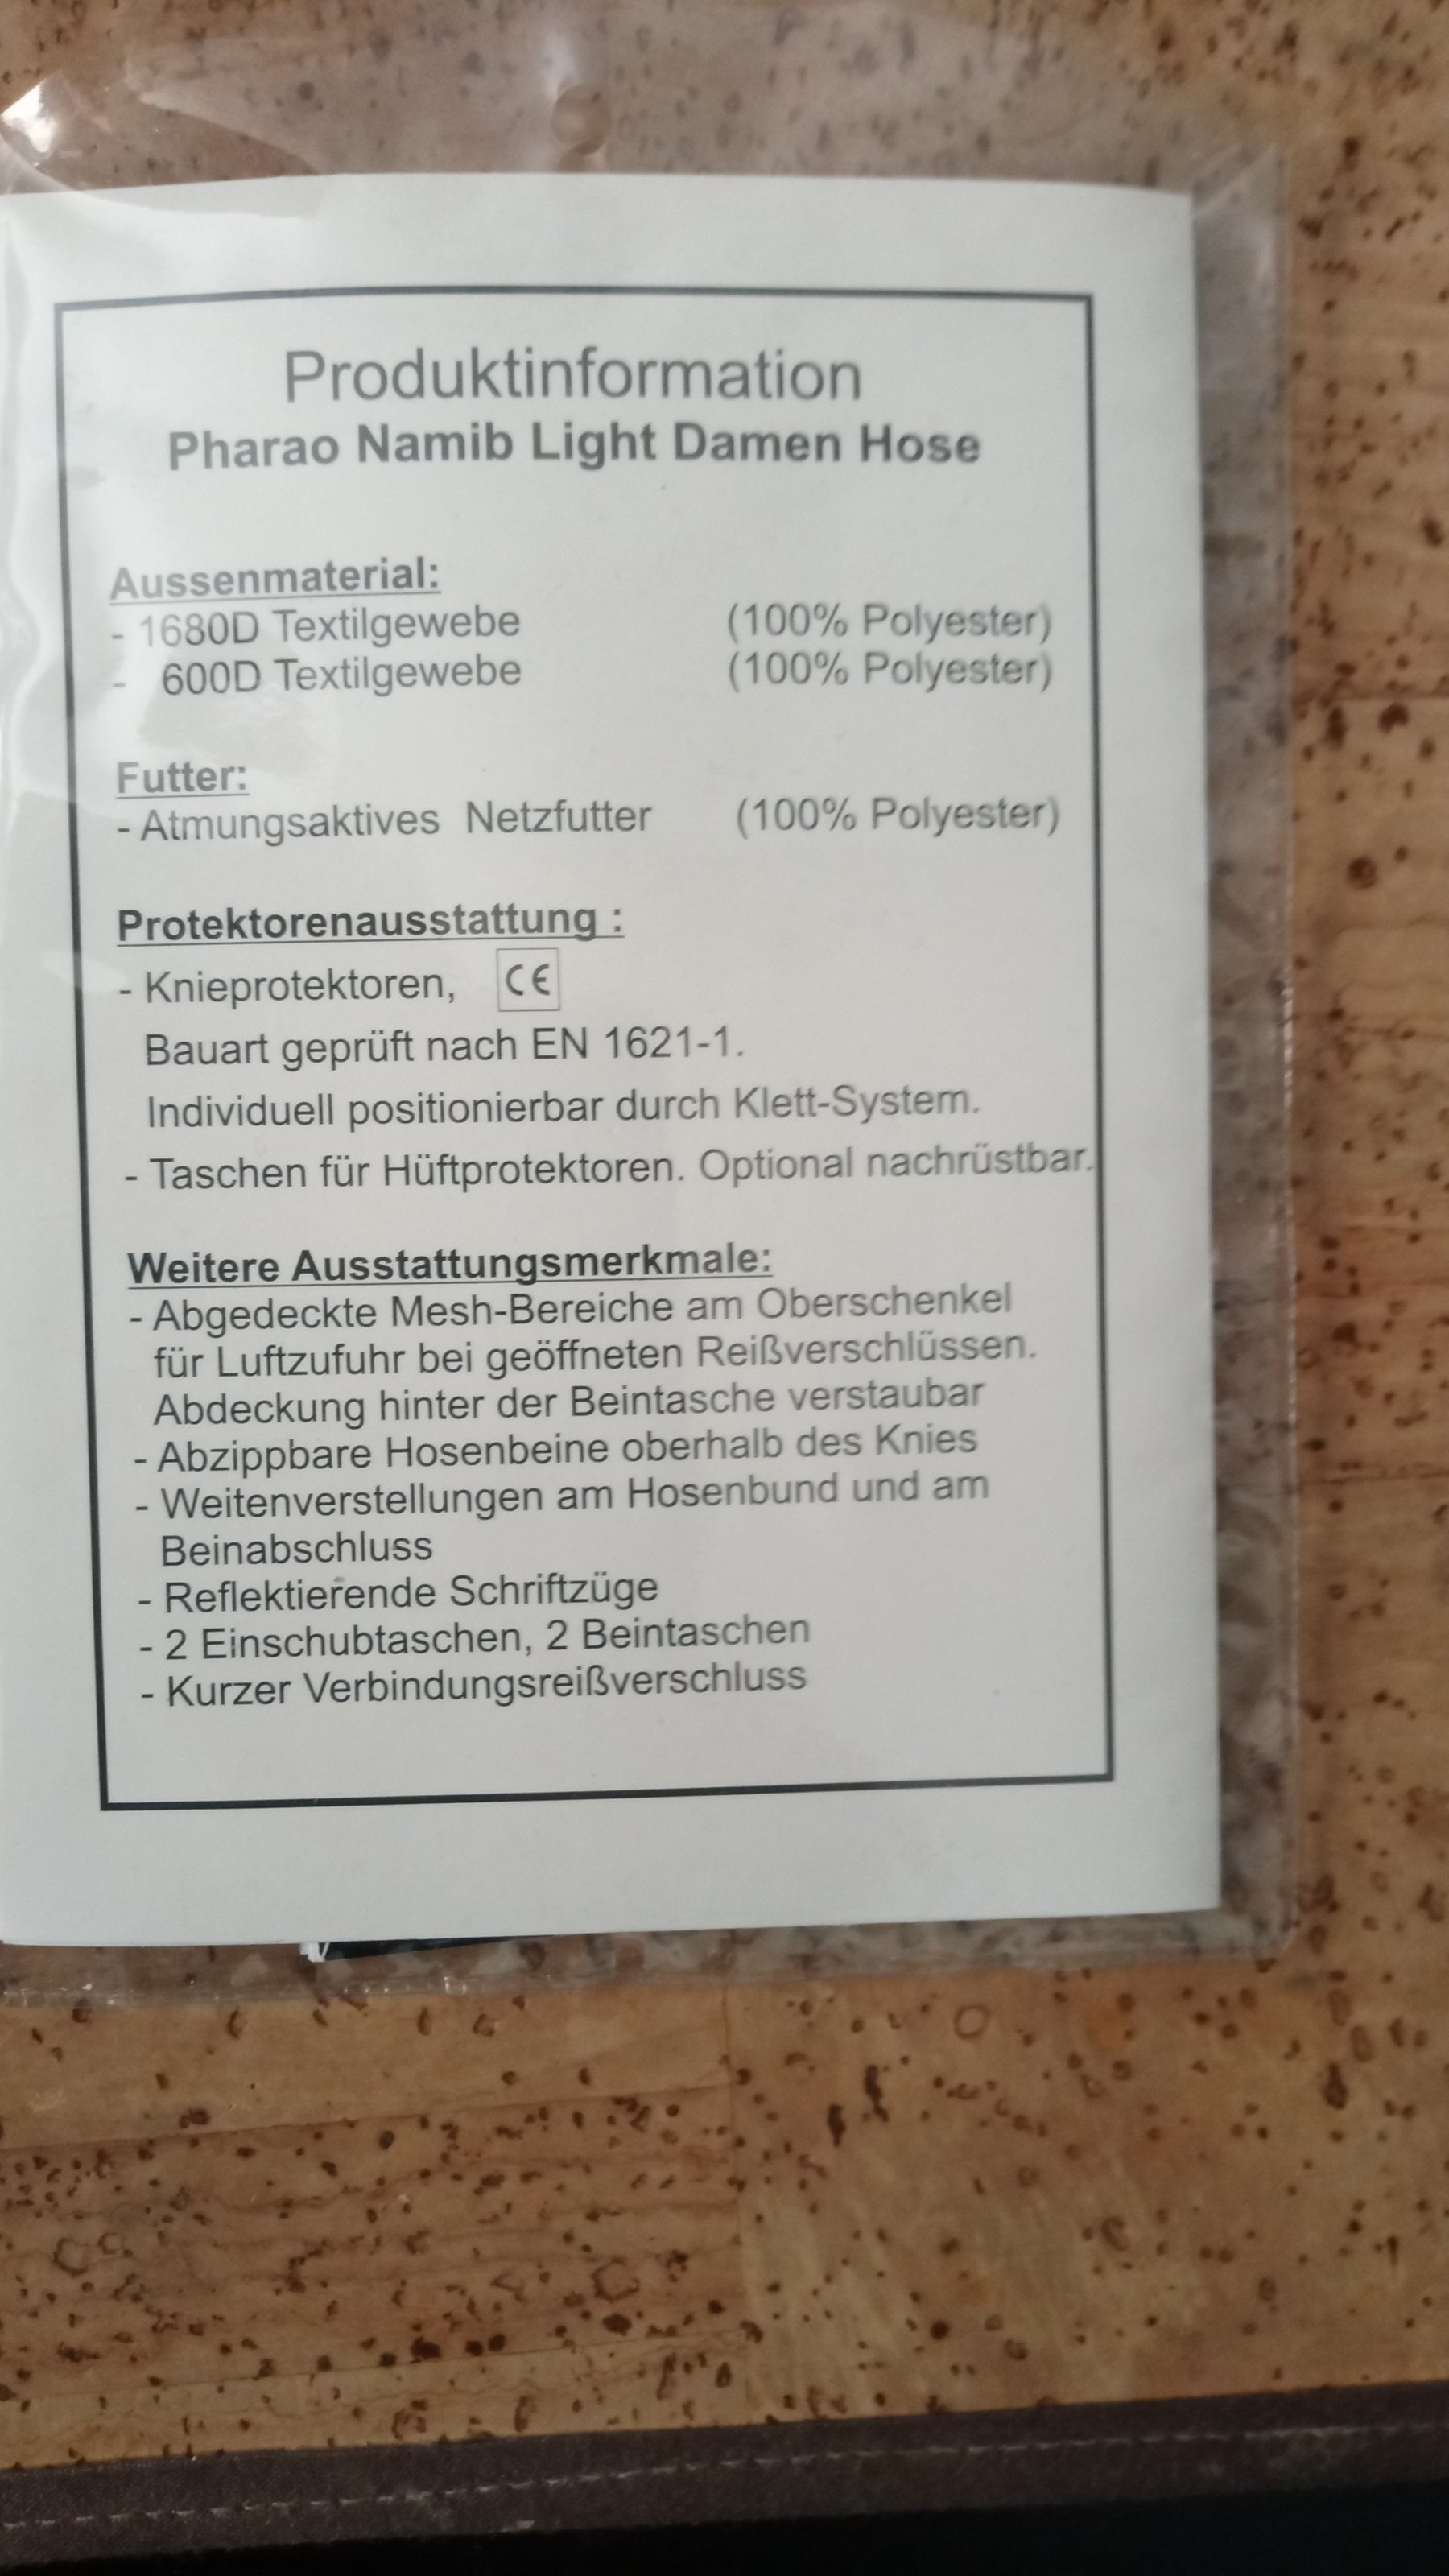 Produktinformation
Pharao Namib Light Damen Hose
Aussenmaterial:
- 1680D Textilgewebe (100% Polyester)
- 600D Textilgewebe (100% Polyester)
Futter:
- Atmungsaktives Netzfutter (100% Polyester)
Protektorenausstattung :
- Knieprotektoren, CE
Bauart geprüft nach EN 1621-1.
Individuell positionierbar durch Klett-System.
- Taschen für Hüftprotektoren. Optional nachrüstbar.
Weitere Ausstattungsmerkmale:
- Abgedeckte Mesh-Bereiche am Oberschenkel
für Luftzufuhr bei geöffneten Reißverschlüssen.
Abdeckung hinter der Beintasche verstaubar
- Abzippbare Hosenbeine oberhalb des Knies
- Weitenverstellungen am Hosenbund und am
Beinabschluss
- Reflektierende Schriftzüge
- 2 Einschubtaschen, 2 Beintaschen
- Kurzer Verbindungsreißverschluss